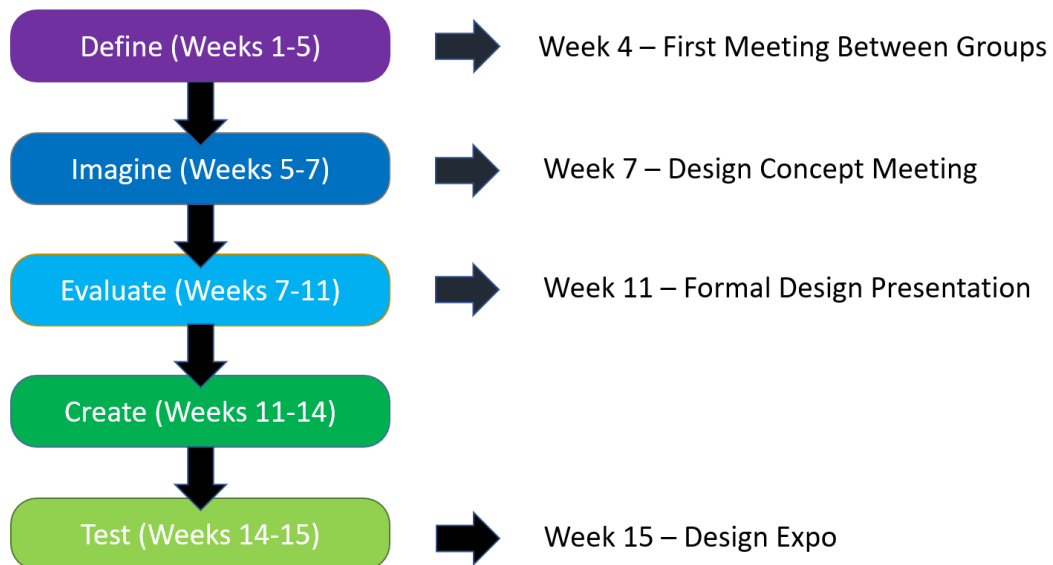 Define (Weeks 1-5)
Week 4 – First Meeting Between Groups
Imagine (Weeks 5-7)
Week 7 – Design Concept Meeting
Evaluate (Weeks 7-11)
Week 11 – Formal Design Presentation
Create (Weeks 11-14)
Test (Weeks 14-15)
Week 15 – Design Expo